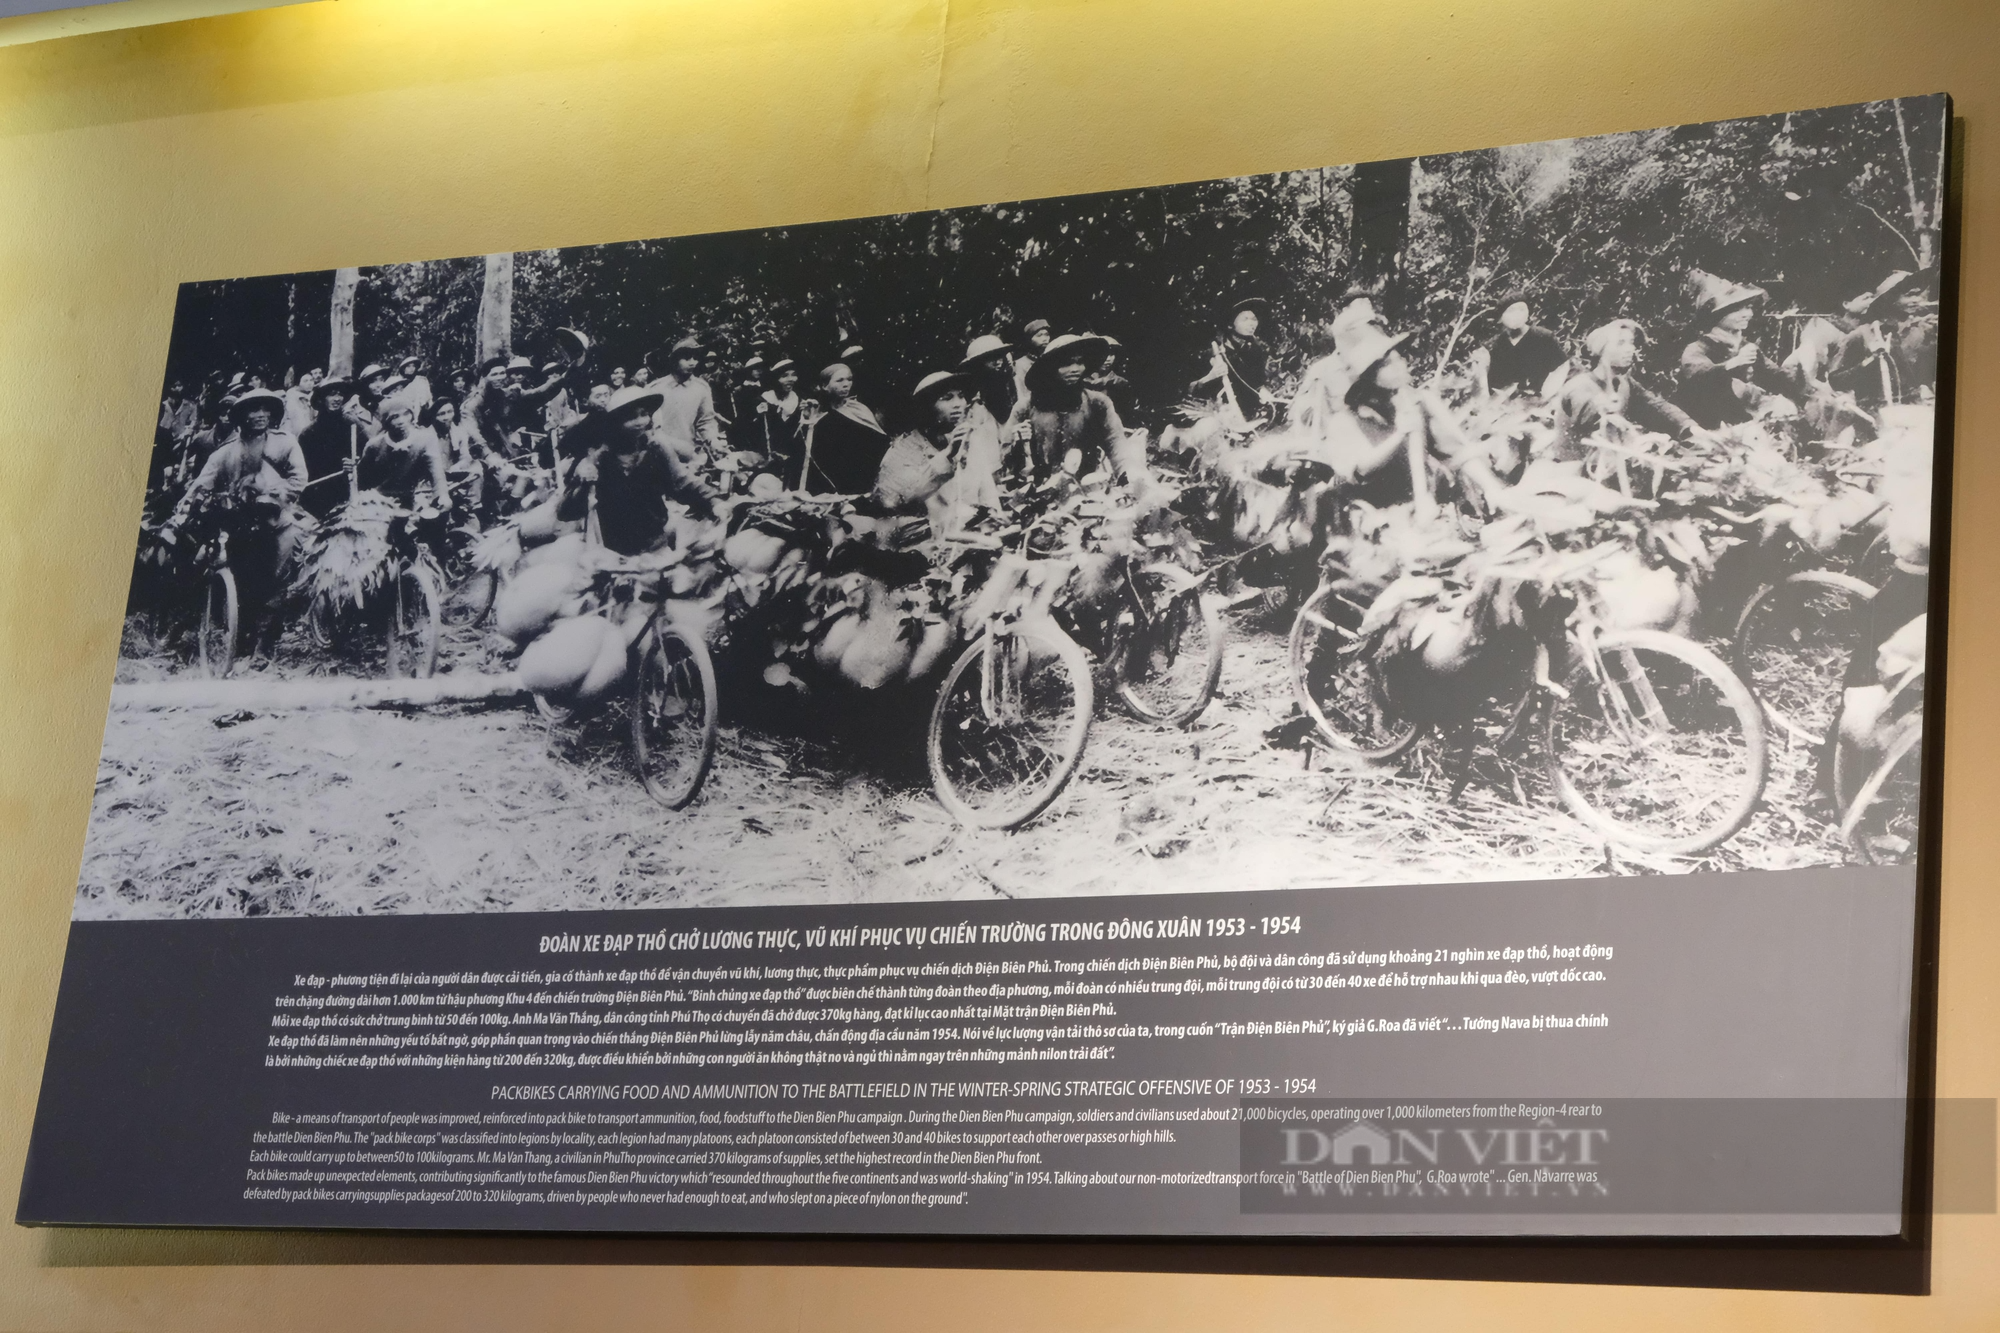 ĐOÀN XE ĐẠP THỒ CHỞ LƯƠNG THỰC, VŨ KHÍ PHỤC VỤ CHIẾN TRƯỜNG TRONG ĐÔNG XUÂN 1953 - 1954
Xe đạp - phương tiện đi lại của người dân được cải tiến, gia cố thành xe đạp thồ để vận chuyển vũ khí, lương thực, thực phẩm phục vụ chiến dịch Điện Biên Phủ. Trong chiến dịch Điện Biên Phủ, bộ đội và dân công đã sử dụng khoảng 21 nghìn xe đạp thồ, hoạt động
trên chặng đường dài hơn 1.000 km từ hậu phương Khu 4 đến chiến trường Điện Biên Phủ. "Binh chủng xe đạp thồ" được biên chế thành từng đoàn theo địa phương, mỗi đoàn có nhiều trung đội, mỗi trung đội có từ 30 đến 40 xe để hỗ trợ nhau khi qua đèo, vượt dốc cao.
Mỗi xe đạp thồ có sức chở trung bình từ 50 đến 100kg. Anh Ma Văn Thắng, dân công tỉnh Phú Thọ có chuyến đã chở được 370kg hàng, đạt kỉ lục cao nhất tại Mặt trận Điện Biên Phủ.
Xe đạp thồ đã làm nên những yếu tố bất ngờ, góp phần quan trọng vào chiến thắng Điện Biên Phủ lừng lẫy năm châu, chấn động địa cầu năm 1954. Nói về lực lượng vận tải thô sơ của ta, trong cuốn "Trận Điện Biên Phủ", ký giả G.Roa đã viết "... Tướng Nava bị thua chính
là bởi những chiếc xe đạp thồ với những kiện hàng từ 200 đến 320kg, được điều khiển bởi những con người ăn không thật no và ngủ thì nằm ngay trên những mảnh nilon trải đất".
PACKBIKES CARRYING FOOD AND AMMUNITION TO THE BATTLEFIELD IN THE WINTER-SPRING STRATEGIC OFFENSIVE OF 1953 - 1954
Bike - a means of transport of people was improved, reinforced into pack bike to transport ammunition, food, foodstuff to the Dien Bien Phu campaign . During the Dien Bien Phu campaign, soldiers and civilians used about 21,000 bicycles, operating over 1,000 kilometers from the Region-4 rear to
the battle Dien Bien Phu. The "pack bike corps" was classified into legions by locality, each legion had many platoons, each platoon consisted of between 30 and 40 bikes to support each other over passes or high hills.
Each bike could carry up to between 50 to 100kilograms. Mr. Ma Van Thang, a civilian in PhuTho province carried 370 kilograms of supplies, set the highest record in the Dien Bien Phu front.
Pack bikes made up unexpected elements, contributing significantly to the famous Dien Bien Phu victory which "resounded throughout the five continents and was world-shaking" in 1954. Talking about our non-motorized transport force in "Battle of Dien Bien Phu", G.Roa wrote" ... Gen. Navarre was
defeated by pack bikes carrying supplies packages of 200 to 320 kilograms, driven by people who never had enough to eat, and who slept on a piece of nylon on the ground".
DÂN VIỆT
WWW.DANVIET.VN